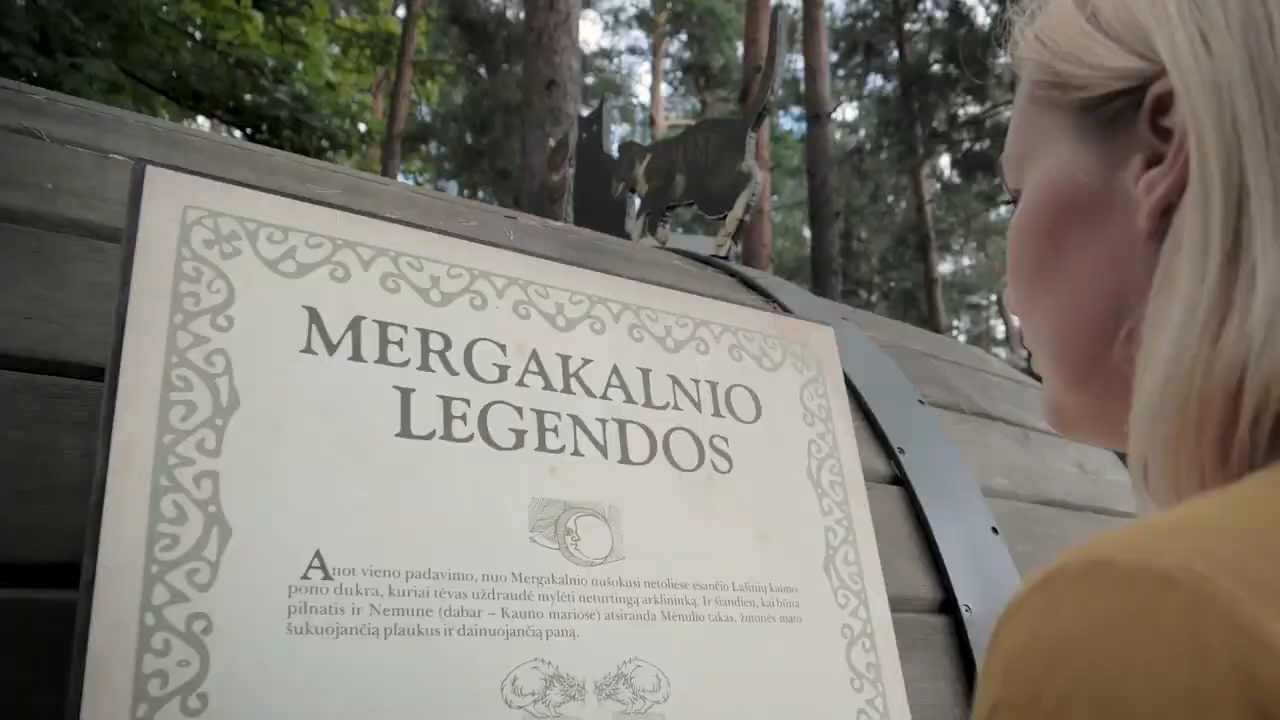 MERGAKALNIO
LEGENDOS
Anot vieno padavimo, nuo Mergakalnio nušokusi netoliese esančio Lašinių kaimo
pono dukra, kuriai tėvas uždraudė mylėti neturtingą arklininką. Ir šiandien, kai būna
pilnatis ir Nemune (dabar – Kauno mariose) atsiranda Mėnulio takas, žmonės mato
šukuojančią plaukus ir dainuojančią paną.